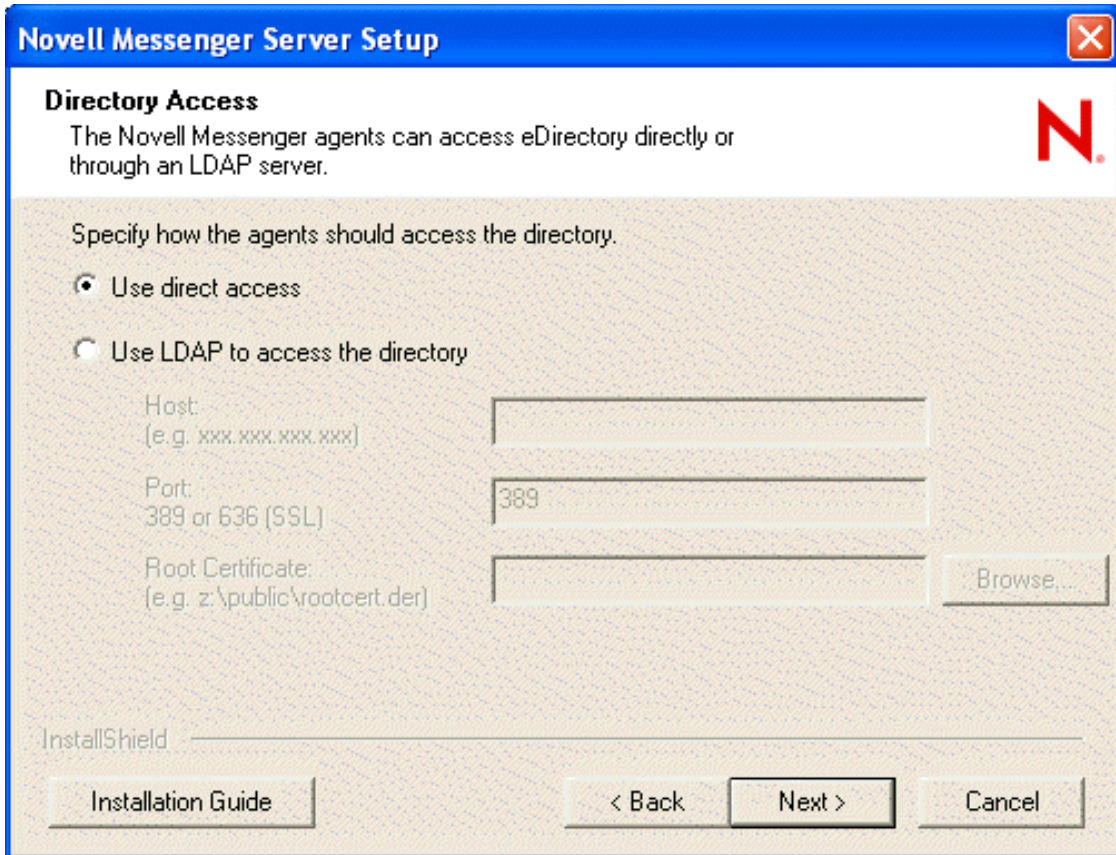 Novell Messenger Server Setup
Directory Access
The Novell Messenger agents can access eDirectory directly or
through an LDAP server.
N
Specify how the agents should access the directory.
Use direct access
Use LDAP to access the directory
Host:
(e.g. xxx.xxx.xxx.xxx)
Port:
389 or 636 (SSL)
389
Root Certificate:
(e.g. z:\public\rootcert.der)
Browse...
InstallShield
Installation Guide
< Back
Next >
Cancel